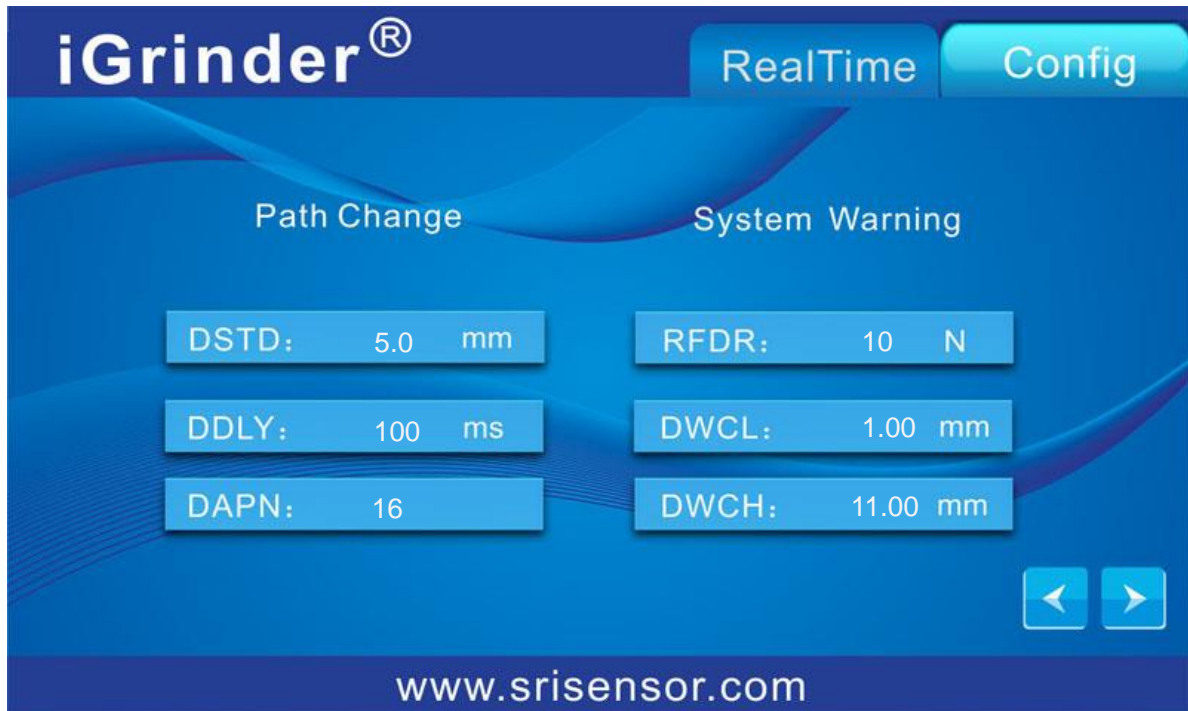 iGrinder®
RealTime
Config
Path Change
System Warning
DSTD： 5.0 mm
RFDR： 10 N
DDLY： 100 ms
DWCL： 1.00 mm
DAPN： 16
DWCH： 11.00 mm
www.srisensor.com